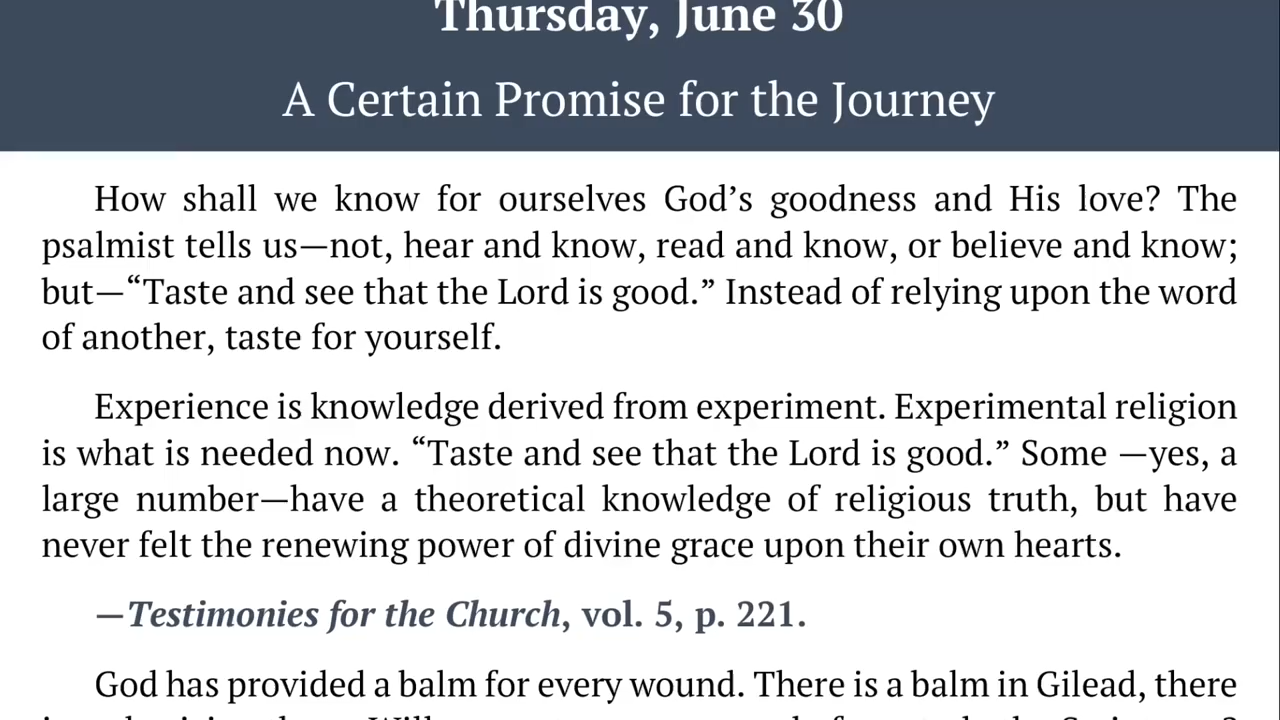 Thursday, June 30
A Certain Promise for the Journey
How shall we know for ourselves God’s goodness and His love? The
psalmist tells us—not, hear and know, read and know, or believe and know;
but—“Taste and see that the Lord is good.” Instead of relying upon the word
of another, taste for yourself.
Experience is knowledge derived from experiment. Experimental religion
is what is needed now. “Taste and see that the Lord is good.” Some —yes, a
large number—have a theoretical knowledge of religious truth, but have
never felt the renewing power of divine grace upon their own hearts.
—Testimonies for the Church, vol. 5, p. 221.
God has provided a balm for every wound. There is a balm in Gilead, there